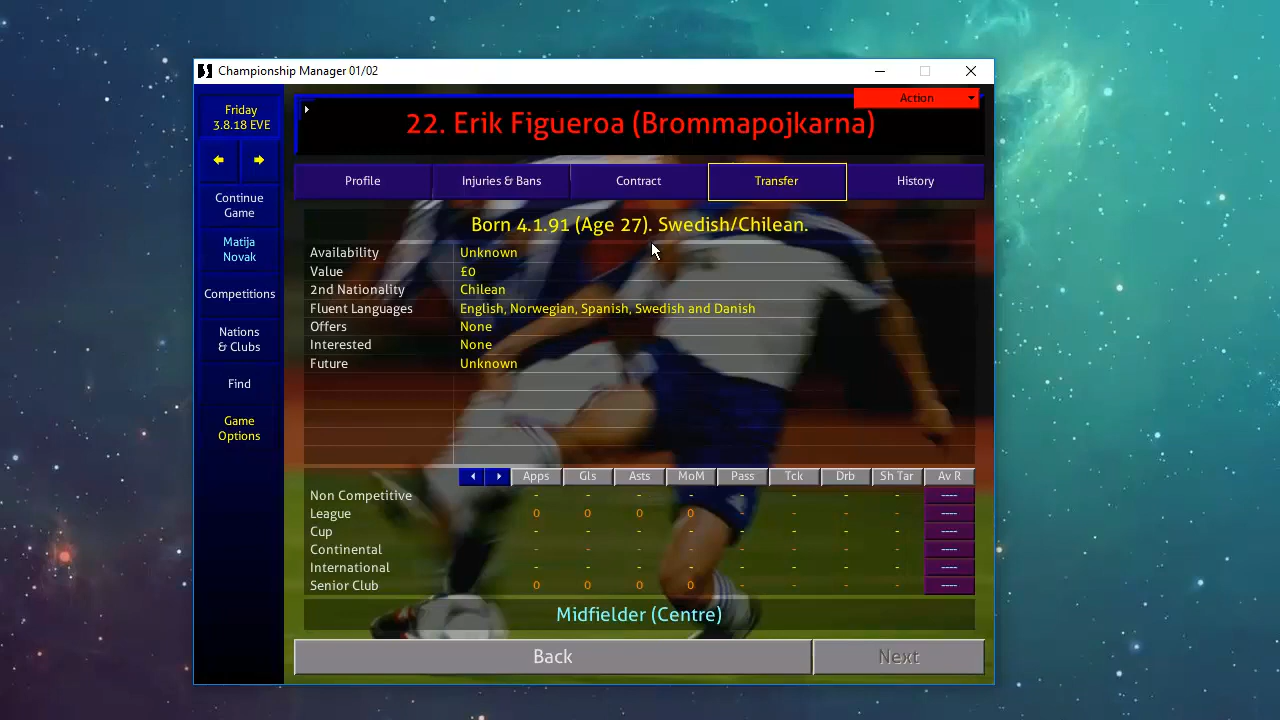 Championship Manager 01/02
Friday
3.8.18 EVE
Continue
Game
Matija
Novak
Competitions
Nations
& Clubs
Find
Game
Options
Action
22. Erik Figueroa (Brommapojkarna)
Profile Injuries & Bans Contract Transfer History
Born 4.1.91 (Age 27). Swedish/Chilean.
Availability Unknown
Value £0
2nd Nationality Chilean
Fluent Languages English, Norwegian, Spanish, Swedish and Danish
Offers None
Interested None
Future Unknown
Apps Gls Asts MoM Pass Tck Drb Sh Tar Av R
Non Competitive - - - - - - - - ----
League 0 0 0 0 - - - - ----
Cup - - - - - - - - ----
Continental - - - - - - - - ----
International - - - - - - - - ----
Senior Club 0 0 0 0 - - - - ----
Midfielder (Centre)
Back Next